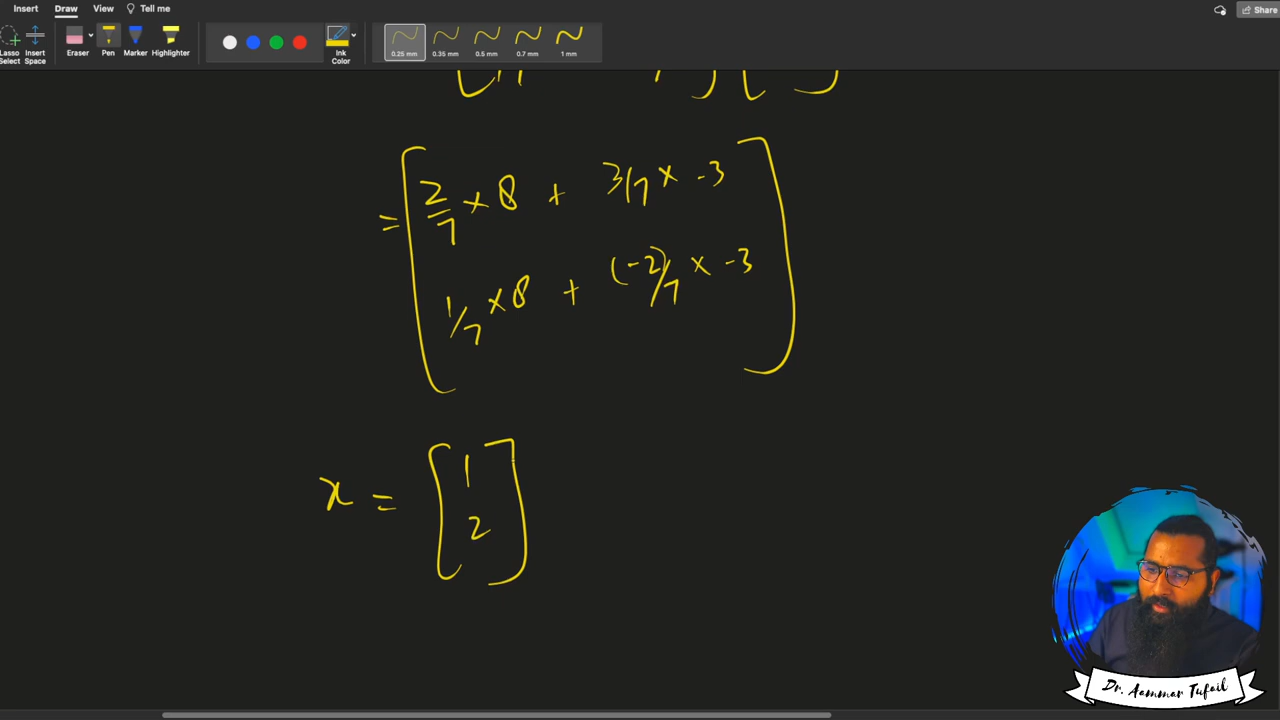 Insert Draw View Tell me
Share
Lasso Select
Insert Space
Eraser
Pen
Marker
Highlighter
Ink Color
0.25 mm
0.35 mm
0.5 mm
0.7 mm
1 mm
= [ 2/7 × 8 + 3/7 × -3
1/7 × 8 + (-2)/7 × -3 ]
x = [ 1
2 ]
Dr. Aammar Tufail